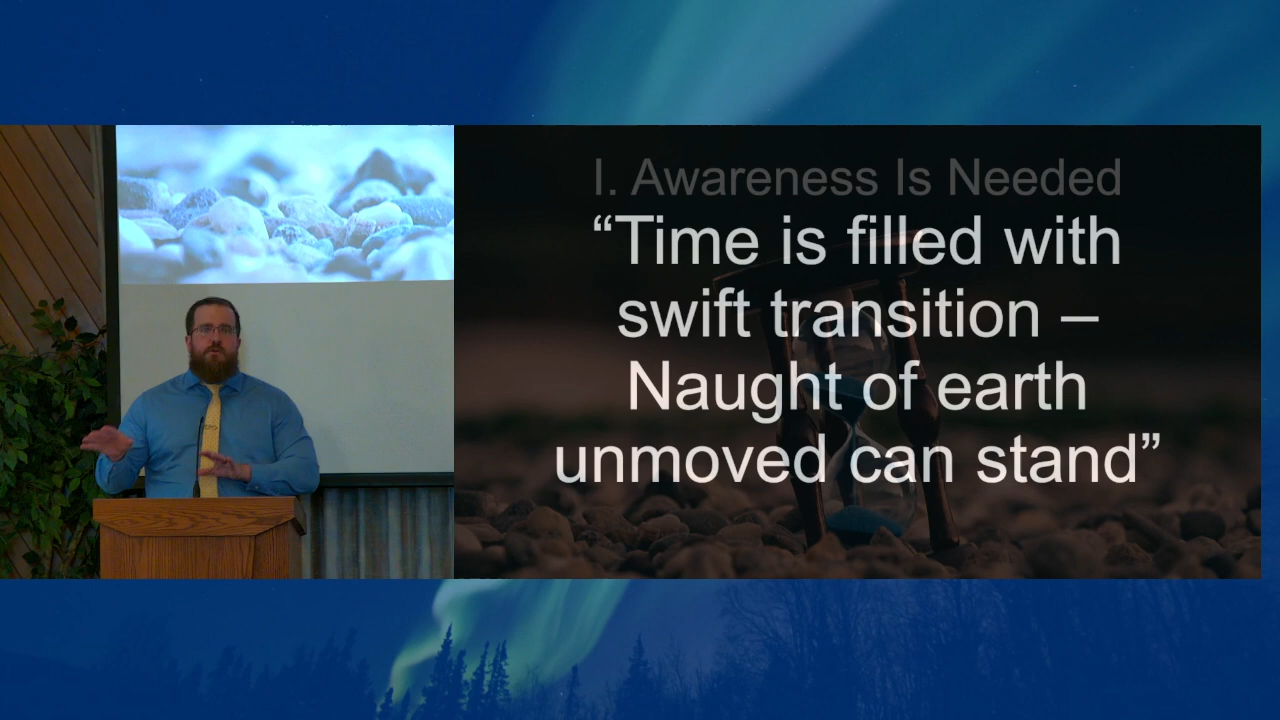 I. Awareness Is Needed
“Time is filled with
swift transition –
Naught of earth
unmoved can stand”